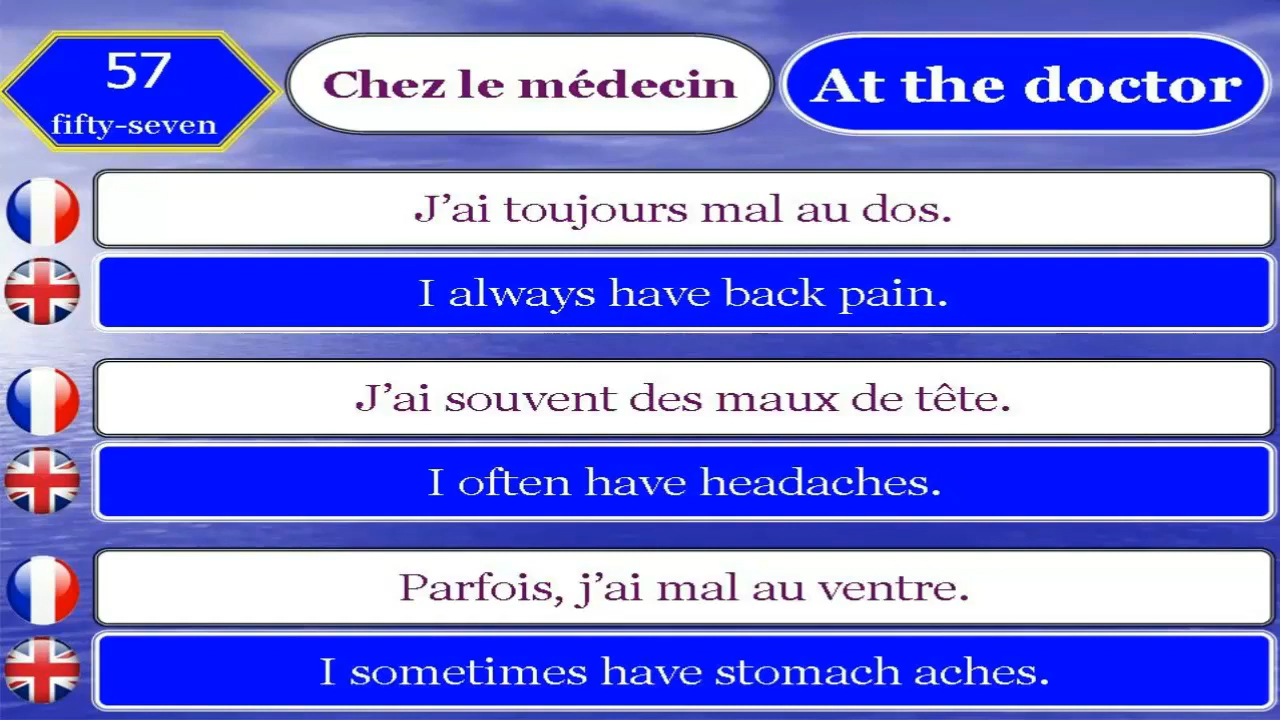 57
fifty-seven
Chez le médecin
At the doctor
J’ai toujours mal au dos.
I always have back pain.
J’ai souvent des maux de tête.
I often have headaches.
Parfois, j’ai mal au ventre.
I sometimes have stomach aches.